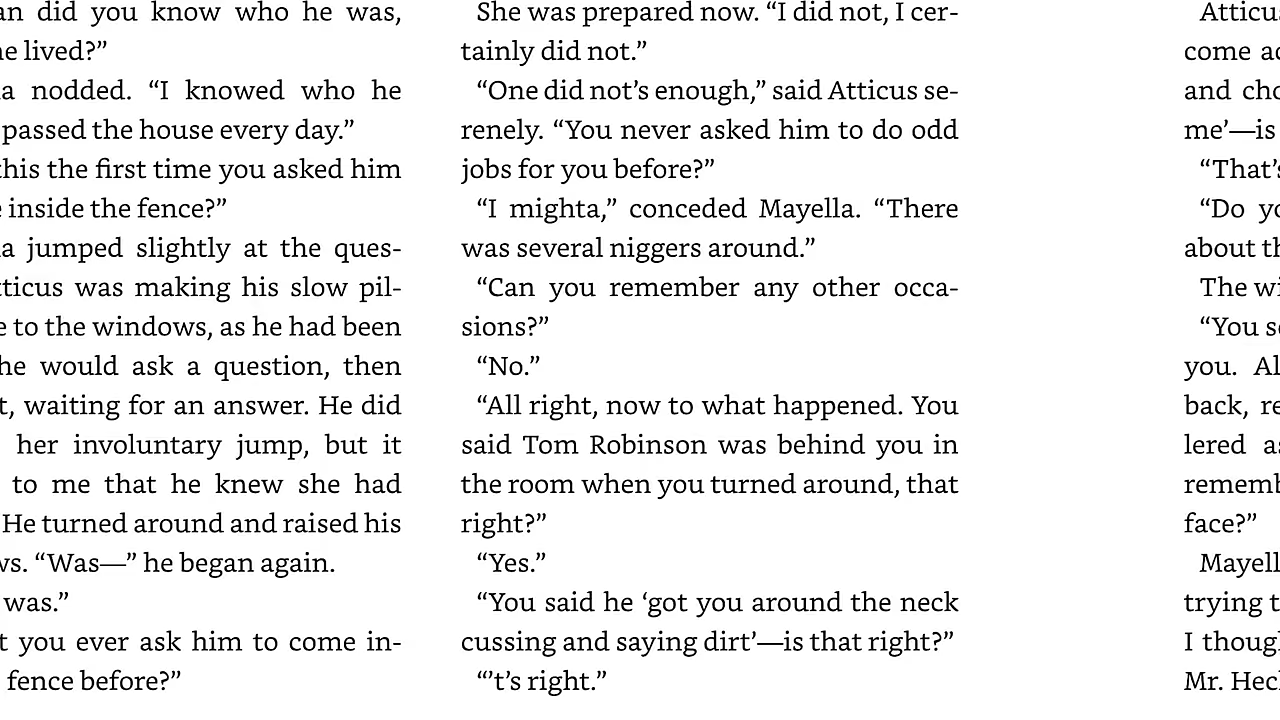 an did you know who he was,
e lived?”
a nodded. “I knowed who he
passed the house every day.”
this the first time you asked him
inside the fence?”
a jumped slightly at the ques-
tticus was making his slow pil-
e to the windows, as he had been
he would ask a question, then
t, waiting for an answer. He did
her involuntary jump, but it
to me that he knew she had
He turned around and raised his
ws. “Was—” he began again.
was.”
t you ever ask him to come in-
fence before?”
She was prepared now. “I did not, I cer-
tainly did not.”
“One did not’s enough,” said Atticus se-
renely. “You never asked him to do odd
jobs for you before?”
“I mighta,” conceded Mayella. “There
was several niggers around.”
“Can you remember any other occa-
sions?”
“No.”
“All right, now to what happened. You
said Tom Robinson was behind you in
the room when you turned around, that
right?”
“Yes.”
“You said he ‘got you around the neck
cussing and saying dirt’—is that right?”
“’t’s right.”
Atticu
come a
and cho
me’—is
“That’s
“Do yo
about th
The wi
“You s
you. Al
back, re
lered as
rememb
face?”
Mayell
trying t
I though
Mr. Hec